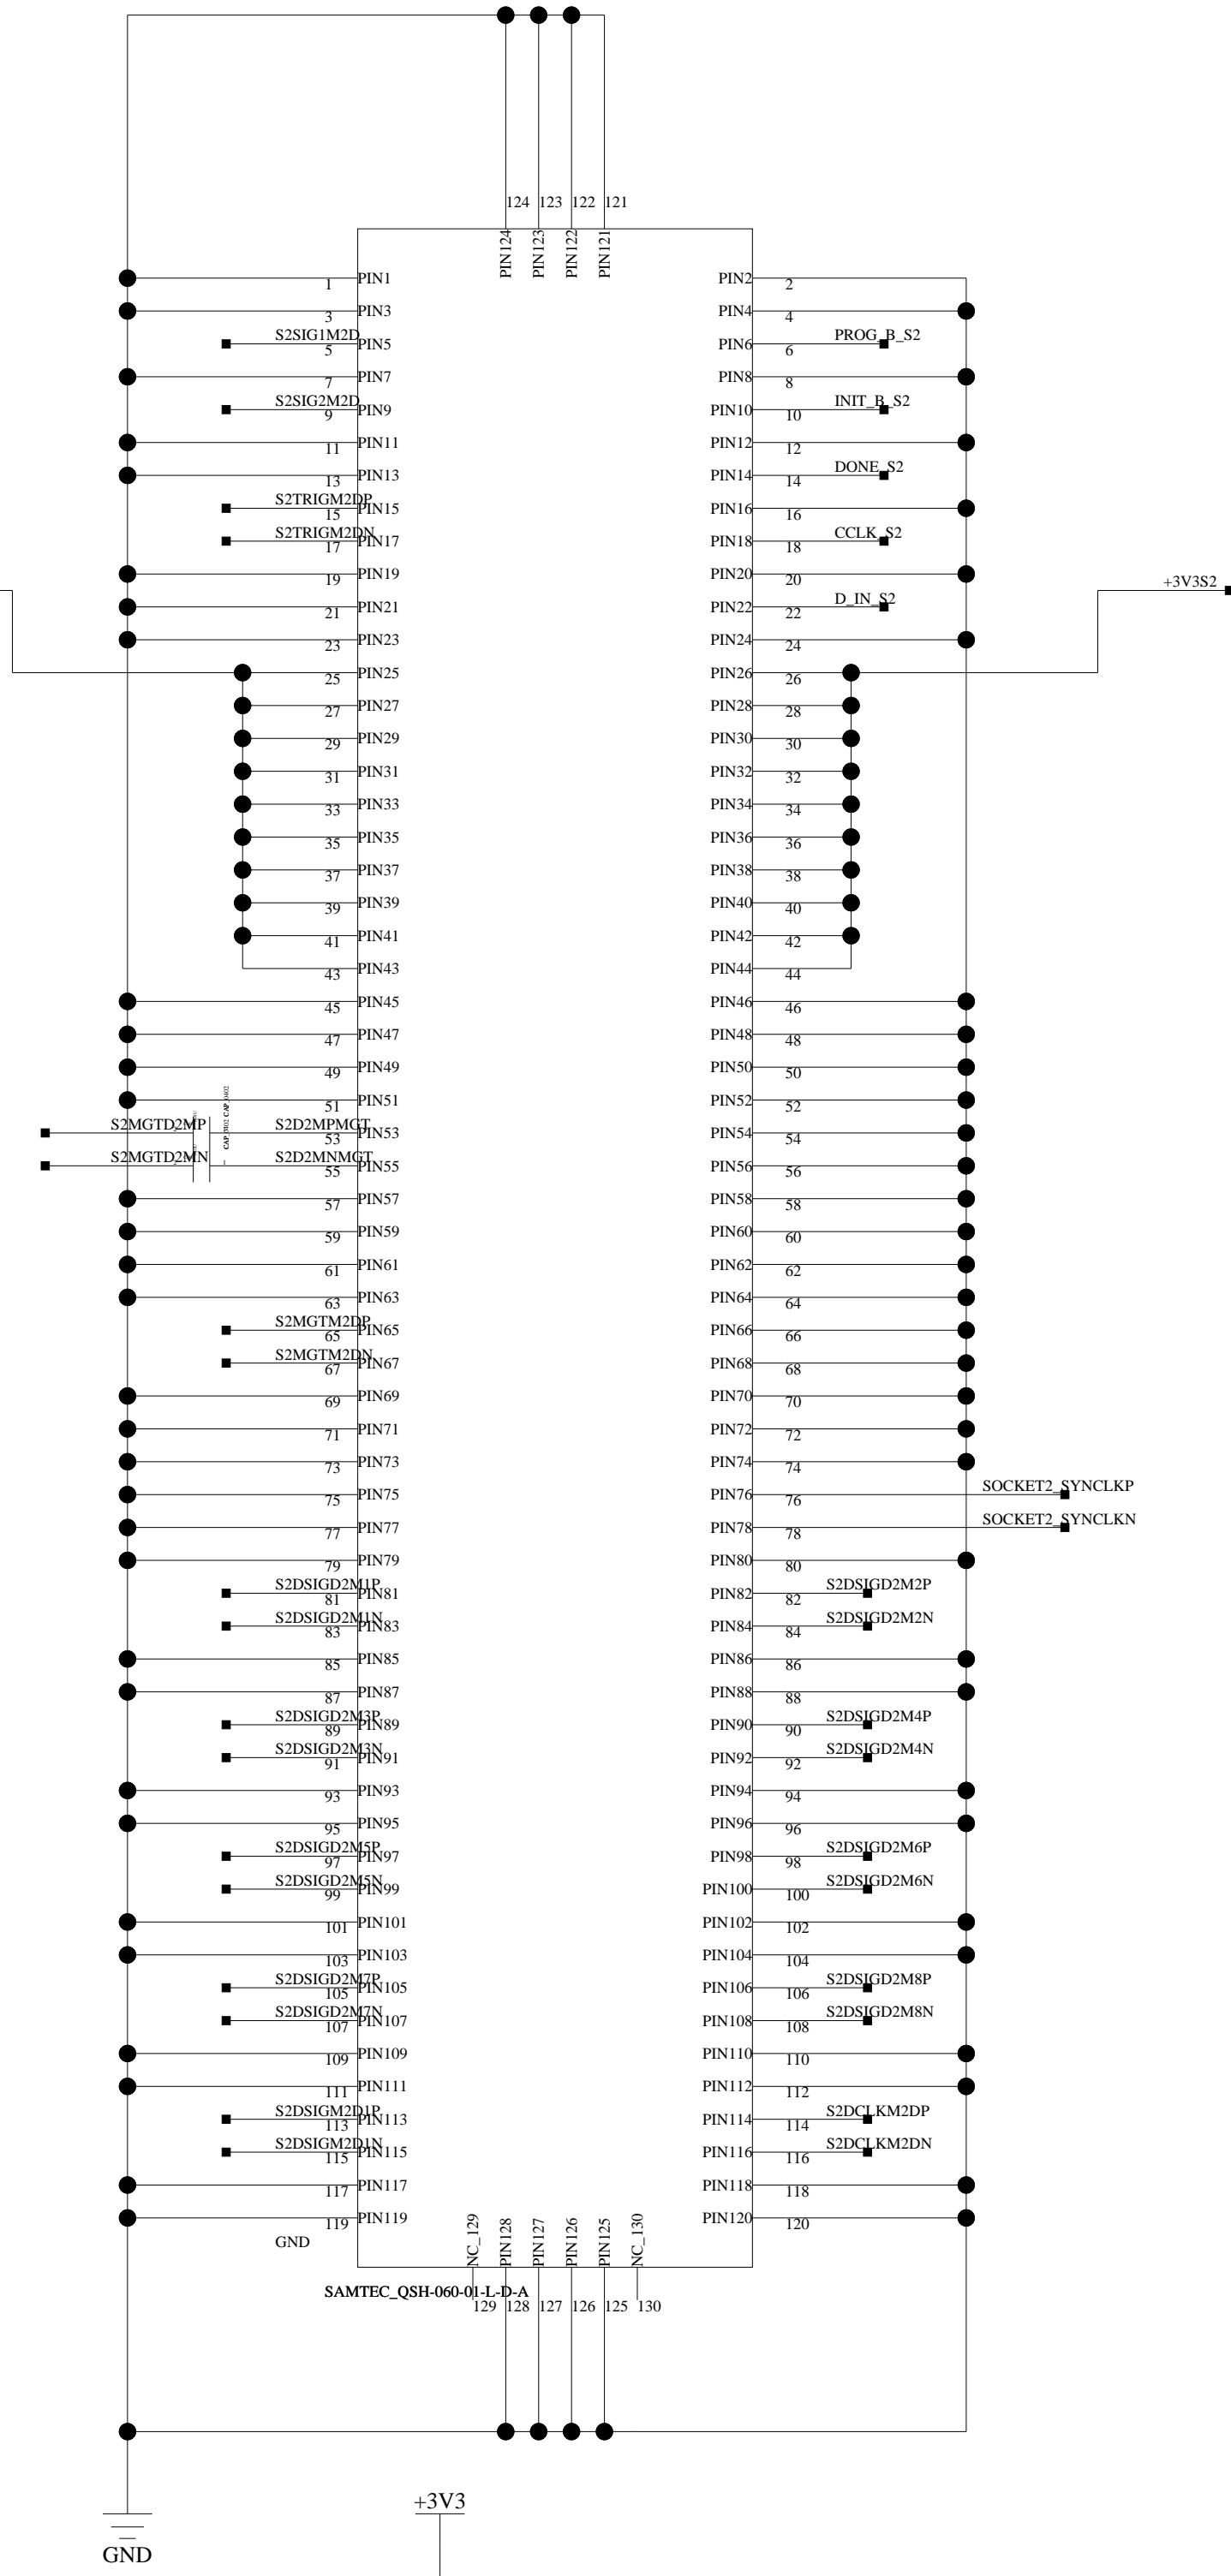 124 123 122 121
PIN124 PIN123 PIN122 PIN121
1 PIN1 PIN2 2
3 PIN3 PIN4 4
S2SIG1M2D 5 PIN5 PIN6 6 PROG_B_S2
7 PIN7 PIN8 8
S2SIG2M2D 9 PIN9 PIN10 10 INIT_B_S2
11 PIN11 PIN12 12
13 PIN13 PIN14 14 DONE_S2
S2TRIGM2DP 15 PIN15 PIN16 16
S2TRIGM2DN 17 PIN17 PIN18 18 CCLK_S2
19 PIN19 PIN20 20
+3V3S2
21 PIN21 PIN22 22 D_IN_S2
23 PIN23 PIN24 24
25 PIN25 PIN26 26
27 PIN27 PIN28 28
29 PIN29 PIN30 30
31 PIN31 PIN32 32
33 PIN33 PIN34 34
35 PIN35 PIN36 36
37 PIN37 PIN38 38
39 PIN39 PIN40 40
41 PIN41 PIN42 42
43 PIN43 PIN44 44
45 PIN45 PIN46 46
47 PIN47 PIN48 48
49 PIN49 PIN50 50
CAP_0402 CAP_0402
51 PIN51 PIN52 52
S2MGTD2MP S2D2MPMGT 53 PIN53 PIN54 54
S2MGTD2MN S2D2MNMGT 55 PIN55 PIN56 56
57 PIN57 PIN58 58
59 PIN59 PIN60 60
61 PIN61 PIN62 62
63 PIN63 PIN64 64
S2MGTM2DP 65 PIN65 PIN66 66
S2MGTM2DN 67 PIN67 PIN68 68
69 PIN69 PIN70 70
71 PIN71 PIN72 72
73 PIN73 PIN74 74
75 PIN75 PIN76 76 SOCKET2_SYNCLKP
77 PIN77 PIN78 78 SOCKET2_SYNCLKN
79 PIN79 PIN80 80
S2DSIGD2M1P 81 PIN81 PIN82 82 S2DSIGD2M2P
S2DSIGD2M1N 83 PIN83 PIN84 84 S2DSIGD2M2N
85 PIN85 PIN86 86
87 PIN87 PIN88 88
S2DSIGD2M3P 89 PIN89 PIN90 90 S2DSIGD2M4P
S2DSIGD2M3N 91 PIN91 PIN92 92 S2DSIGD2M4N
93 PIN93 PIN94 94
95 PIN95 PIN96 96
S2DSIGD2M5P 97 PIN97 PIN98 98 S2DSIGD2M6P
S2DSIGD2M5N 99 PIN99 PIN100 100 S2DSIGD2M6N
101 PIN101 PIN102 102
103 PIN103 PIN104 104
S2DSIGD2M7P 105 PIN105 PIN106 106 S2DSIGD2M8P
S2DSIGD2M7N 107 PIN107 PIN108 108 S2DSIGD2M8N
109 PIN109 PIN110 110
111 PIN111 PIN112 112
S2DSIGM2D1P 113 PIN113 PIN114 114 S2DCLKM2DP
S2DSIGM2D1N 115 PIN115 PIN116 116 S2DCLKM2DN
117 PIN117 PIN118 118
119 PIN119 PIN120 120
GND
NC_129 PIN128 PIN127 PIN126 PIN125 NC_130
SAMTEC_QSH-060-01-L-D-A
129 128 127 126 125 130
+3V3
GND